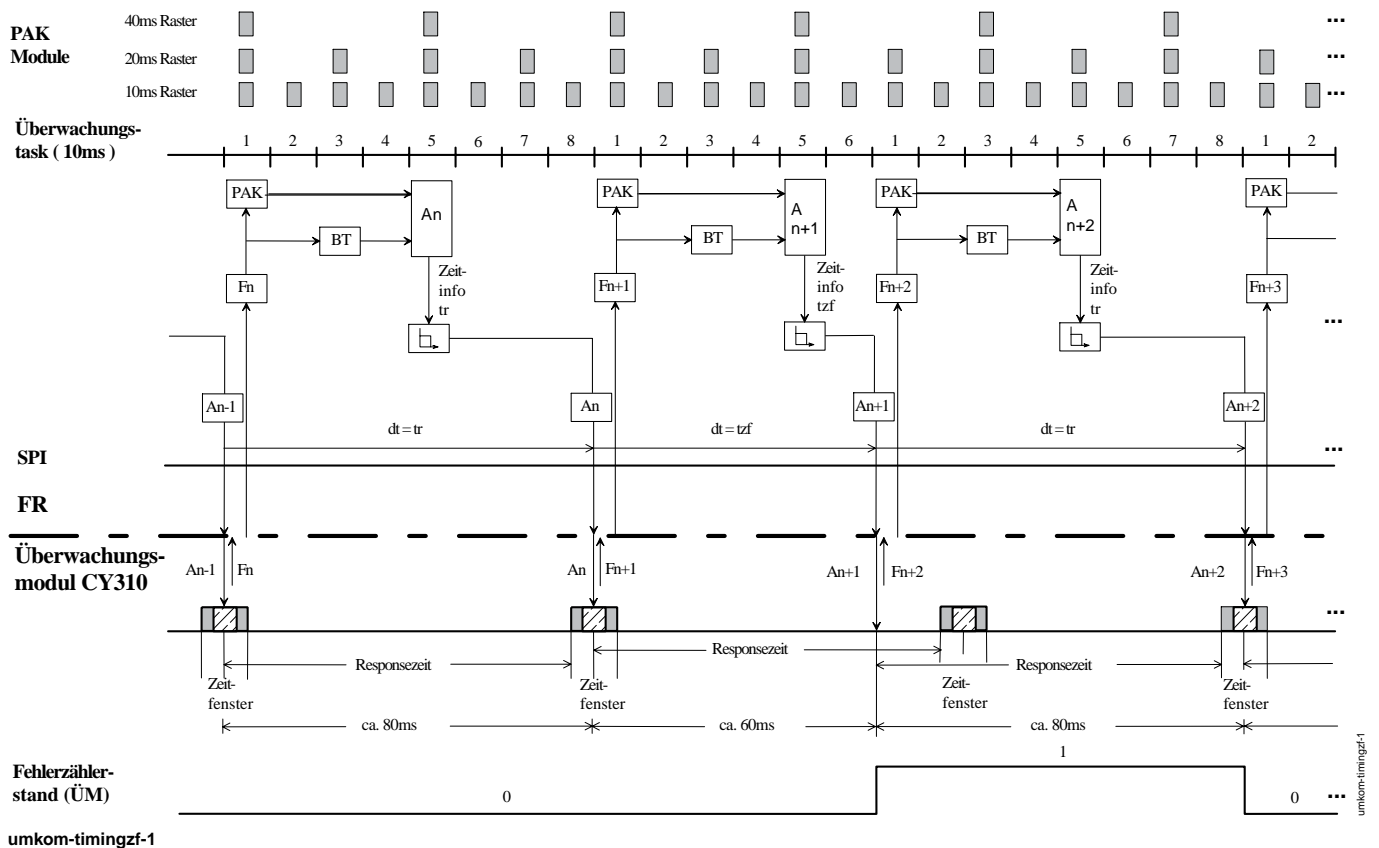 PAK
Module
40ms Raster
...
20ms Raster
...
10ms Raster
...
Überwachungs-
task ( 10ms )
1 2 3 4 5 6 7 8 1 2 3 4 5 6 1 2 3 4 5 6 7 8 1 2
PAK
An
BT
Fn
Zeit-
info
tr
PAK
A
n+1
BT
Fn+1
Zeit-
info
tzf
PAK
A
n+2
BT
Fn+2
Zeit-
info
tr
PAK
Fn+3
...
An-1
An
An+1
An+2
dt = tr
dt = tzf
dt = tr
...
SPI
FR
Überwachungs-
modul CY310
An-1
Fn
An
Fn+1
An+1
Fn+2
An+2
Fn+3
...
Responsezeit
Responsezeit
Responsezeit
Zeit-
fenster
Zeit-
fenster
Zeit-
fenster
Zeit-
fenster
ca. 80ms
ca. 60ms
ca. 80ms
Fehlerzähler-
stand (ÜM)
0
1
0
...
umkom-timingzf-1
umkom-timingzf-1